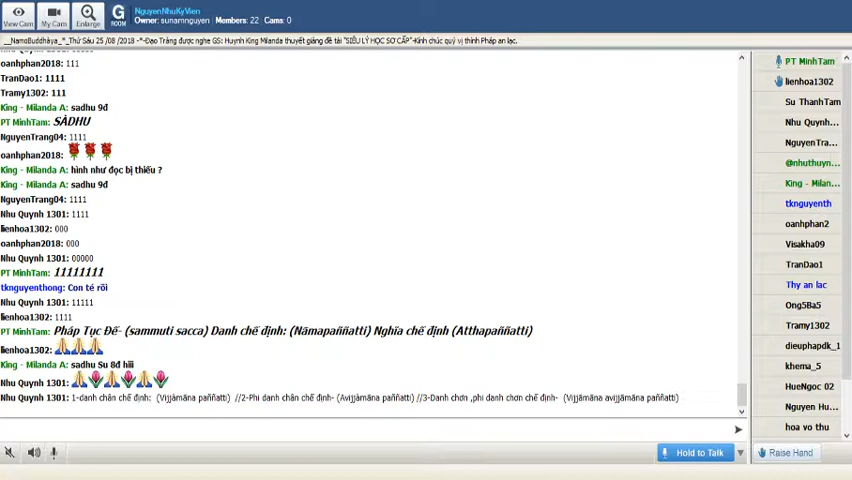 View Cam
My Cam
Enlarge
G
ROOM
NguyenNhuKyVien
Owner: sunamnguyen | Members: 22 | Cams: 0
__NamoBuddhàya_*_Thứ Sáu 25 /08 /2018 -*-Đạo Tràng được nghe GS: Huynh King Milanda thuyết giảng đề tài "SIÊU LÝ HỌC SƠ CẤP"-Kính chúc quý vị thính Pháp an lạc.
oanhphan2018: 111
TranDao1: 1111
Tramy1302: 111
King - Milanda A: sadhu 9đ
PT MinhTam: SÀDHU
NguyenTrang04: 1111
oanhphan2018:
King - Milanda A: hình như đọc bị thiếu ?
King - Milanda A: sadhu 9đ
NguyenTrang04: 1111
Nhu Quynh 1301: 1111
lienhoa1302: 000
oanhphan2018: 000
Nhu Quynh 1301: 00000
PT MinhTam: 11111111
tknguyenthong: Con té rồi
Nhu Quynh 1301: 11111
lienhoa1302: 1111
PT MinhTam: Pháp Tục Đế- (sammuti sacca) Danh chế định: (Nāmapaññatti) Nghĩa chế định (Atthapaññatti)
lienhoa1302:
King - Milanda A: sadhu Su 8đ hiii
Nhu Quynh 1301:
Nhu Quynh 1301: 1-danh chân chế định: (Vijjàmāna paññatti) //2-Phi danh chân chế định- (Avijjàmāna paññatti) //3-Danh chơn ,phi danh chơn chế định- (Vijjāmāna avijjāmāna paññatti)
PT MinhTam
lienhoa1302
Su ThanhTam
Nhu Quynh...
NguyenTra...
@nhuthuyn...
King - Milan...
tknguyenth
oanhphan2
Visakha09
TranDao1
Thy an lac
Ong5Ba5
Tramy1302
dieuphapdk_1
khema_5
HueNgoc 02
Nguyen Hu...
hoa vo thu
Hold to Talk
Raise Hand